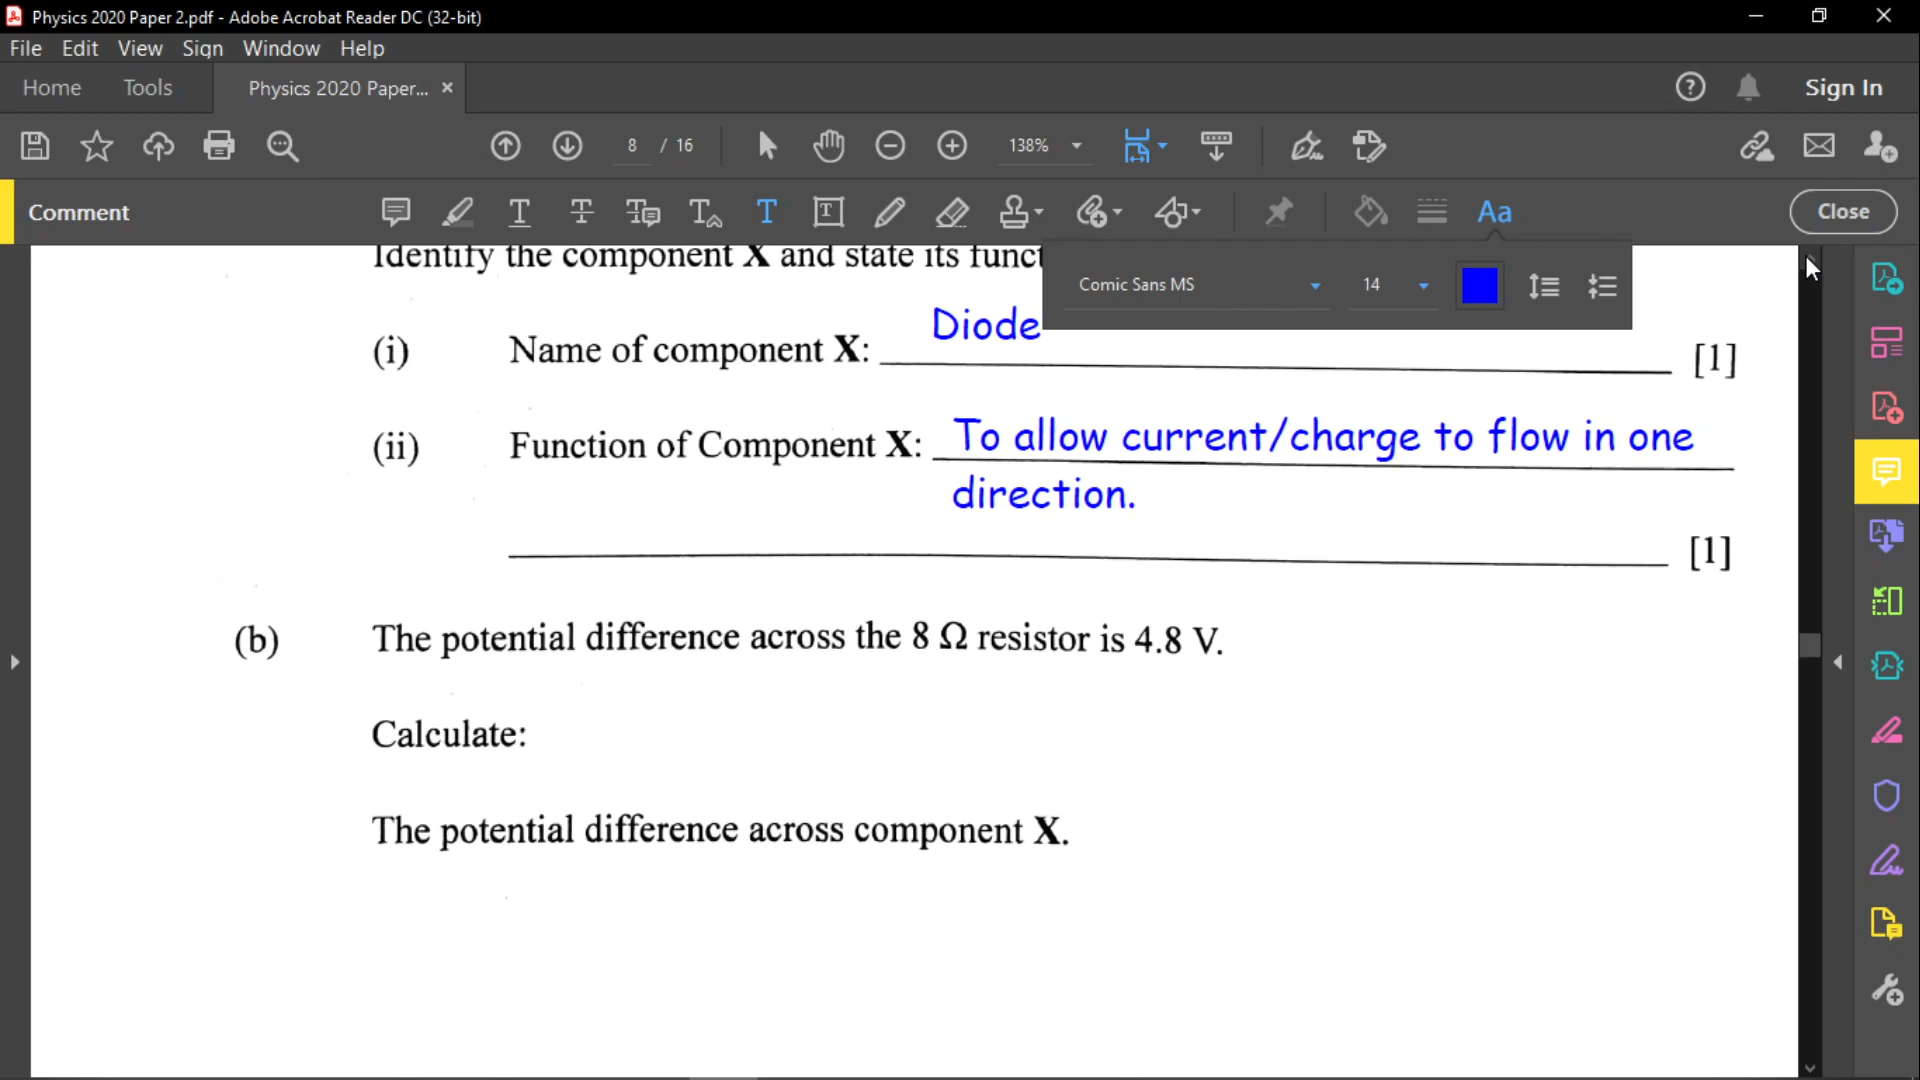 Physics 2020 Paper 2.pdf - Adobe Acrobat Reader DC (32-bit)
File Edit View Sign Window Help
Home Tools Physics 2020 Paper... × Sign In
8 / 16 138%
Comment Close
Aa
Identify the component X and state its funct
Comic Sans MS 14
Diode
(i) Name of component X: [1]
(ii) Function of Component X: To allow current/charge to flow in one
direction.
[1]
(b) The potential difference across the 8 Ω resistor is 4.8 V.
Calculate:
The potential difference across component X.